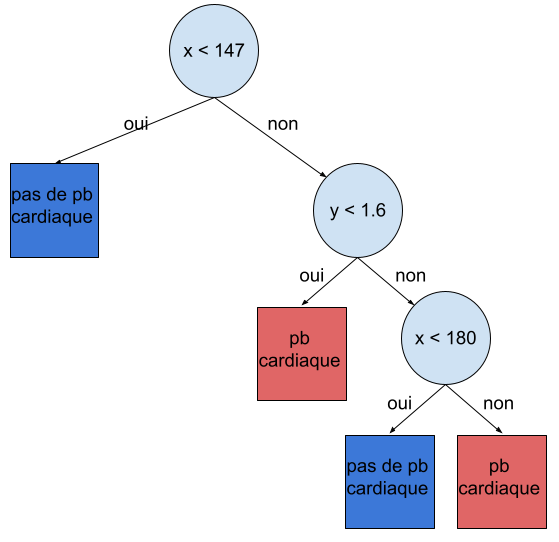 x < 147
oui
non
pas de pb
cardiaque
y < 1.6
oui
non
pb
cardiaque
x < 180
oui
non
pas de pb
cardiaque
pb
cardiaque